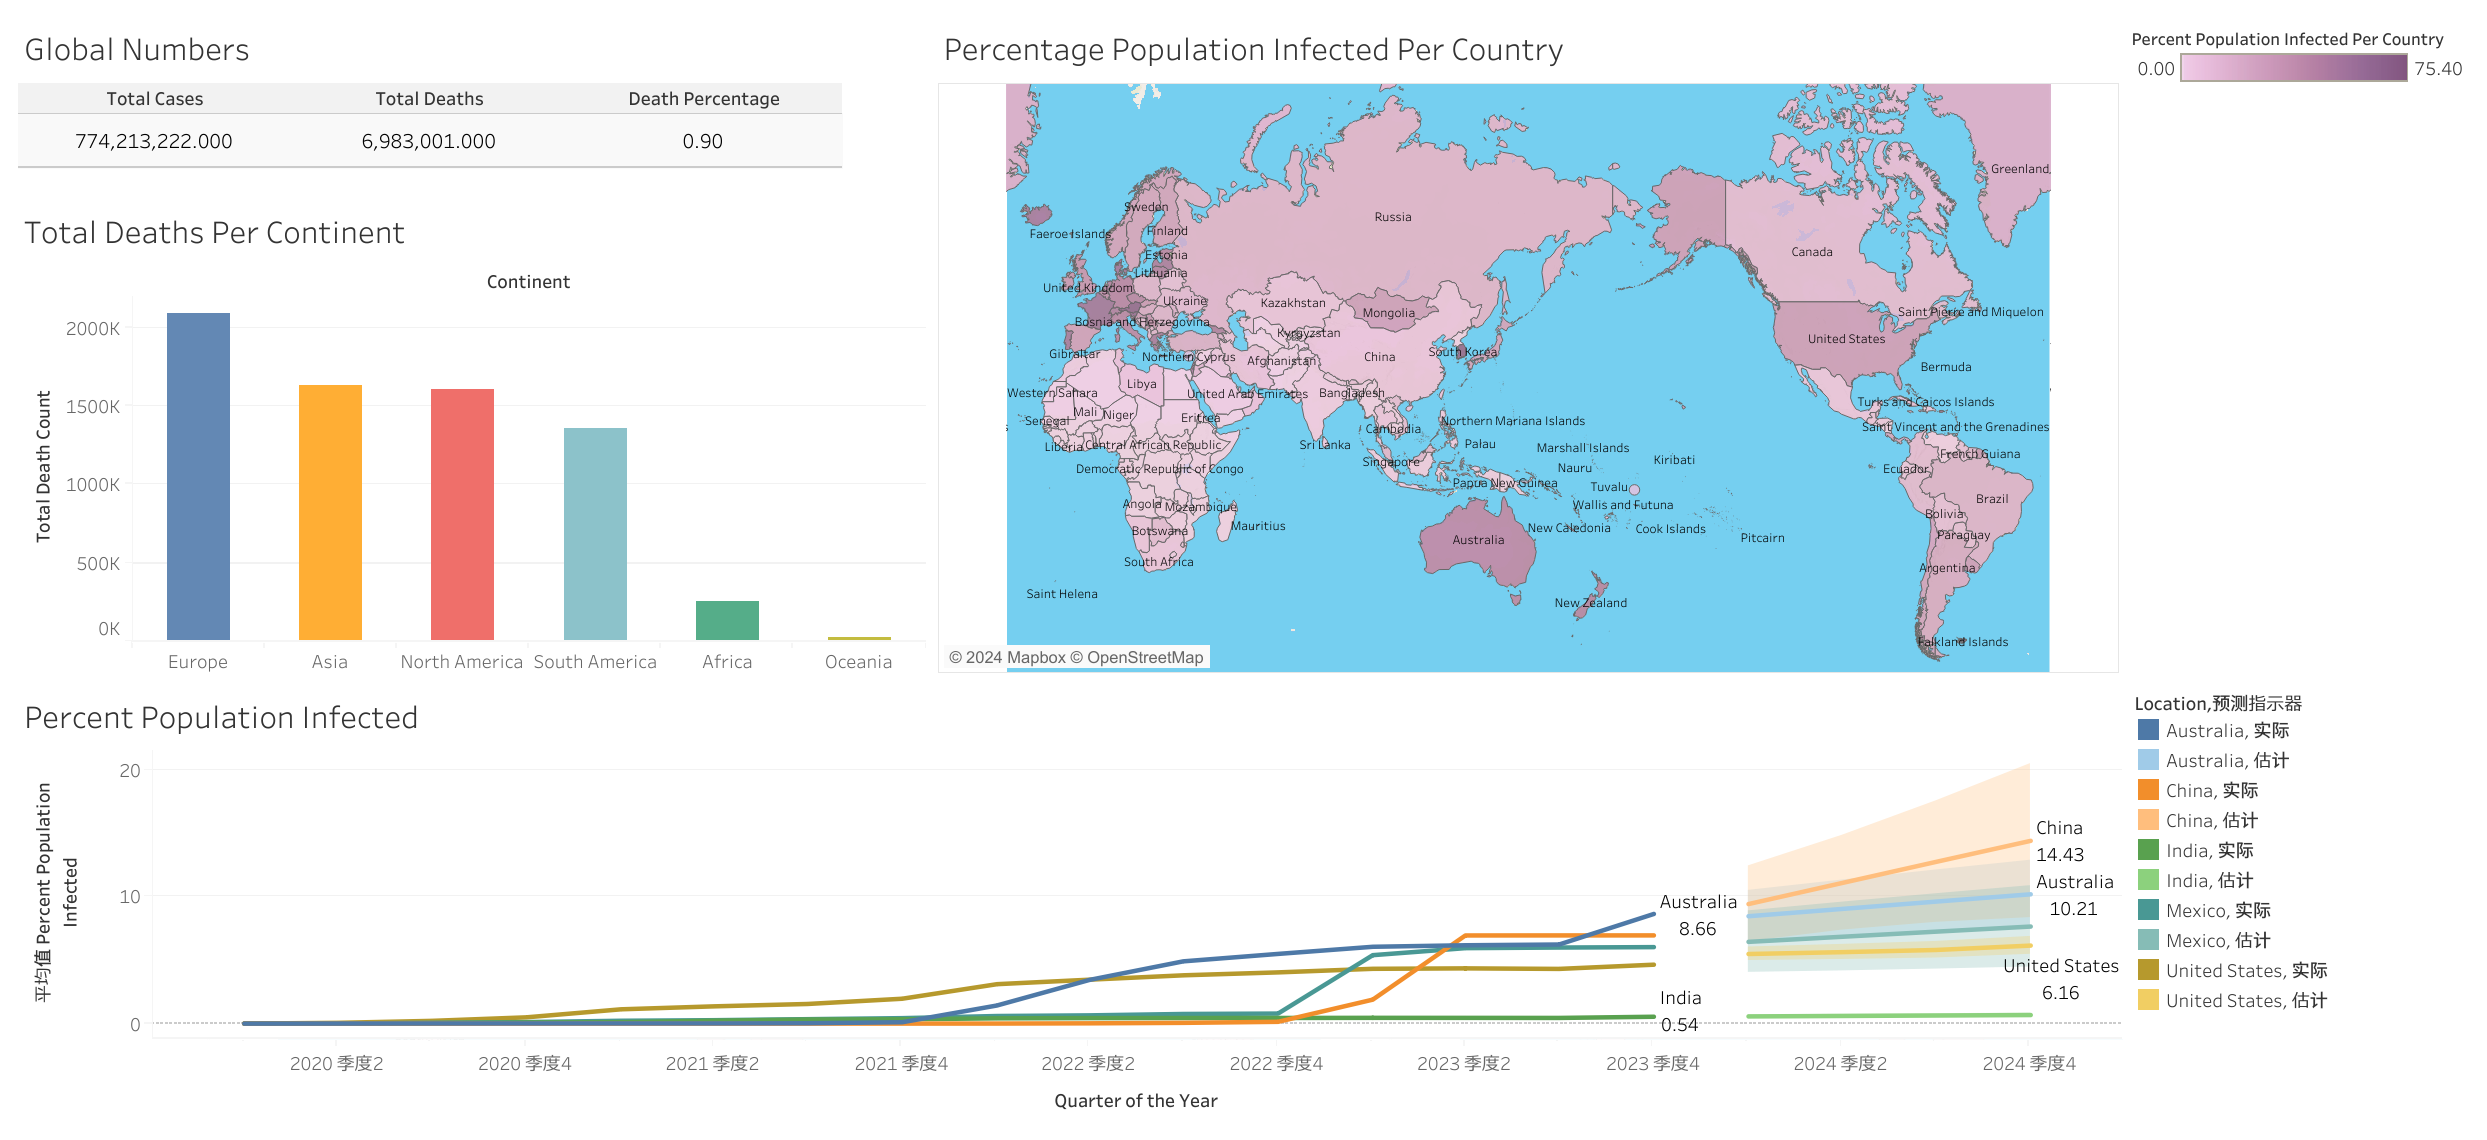 Global Numbers
Total Cases Total Deaths Death Percentage
774,213,222.000 6,983,001.000 0.90
Total Deaths Per Continent
Continent
Total Death Count
2000K
1500K
1000K
500K
0K
Europe Asia North America South America Africa Oceania
Percentage Population Infected Per Country
Percent Population Infected Per Country
0.00 75.40
Greenland
Sweden
Russia
Faeroe Islands
Finland
Canada
Estonia
Lithuania
United Kingdom
Ukraine
Kazakhstan
Mongolia
Saint Pierre and Miquelon
Bosnia and Herzegovina
Kyrgyzstan
United States
Gibraltar
Northern Cyprus
Afghanistan
China
South Korea
Bermuda
Libya
Western Sahara
United Arab Emirates
Bangladesh
Turks and Caicos Islands
Mali
Niger
Senegal
Eritrea
Northern Mariana Islands
Cambodia
Saint Vincent and the Grenadines
Liberia
Central African Republic
Sri Lanka
Palau
Marshall Islands
French Guiana
Democratic Republic of Congo
Singapore
Nauru
Kiribati
Ecuador
Papua New Guinea
Tuvalu
Angola
Mozambique
Wallis and Futuna
Brazil
Bolivia
Mauritius
Botswana
Australia
New Caledonia
Cook Islands
Pitcairn
Paraguay
South Africa
Argentina
Saint Helena
New Zealand
Falkland Islands
© 2024 Mapbox © OpenStreetMap
Percent Population Infected
平均值 Percent Population
Infected
20
10
0
Australia
8.66
India
0.54
China
14.43
Australia
10.21
United States
6.16
2020 季度2 2020 季度4 2021 季度2 2021 季度4 2022 季度2 2022 季度4 2023 季度2 2023 季度4 2024 季度2 2024 季度4
Quarter of the Year
Location,预测指示器
Australia, 实际
Australia, 估计
China, 实际
China, 估计
India, 实际
India, 估计
Mexico, 实际
Mexico, 估计
United States, 实际
United States, 估计